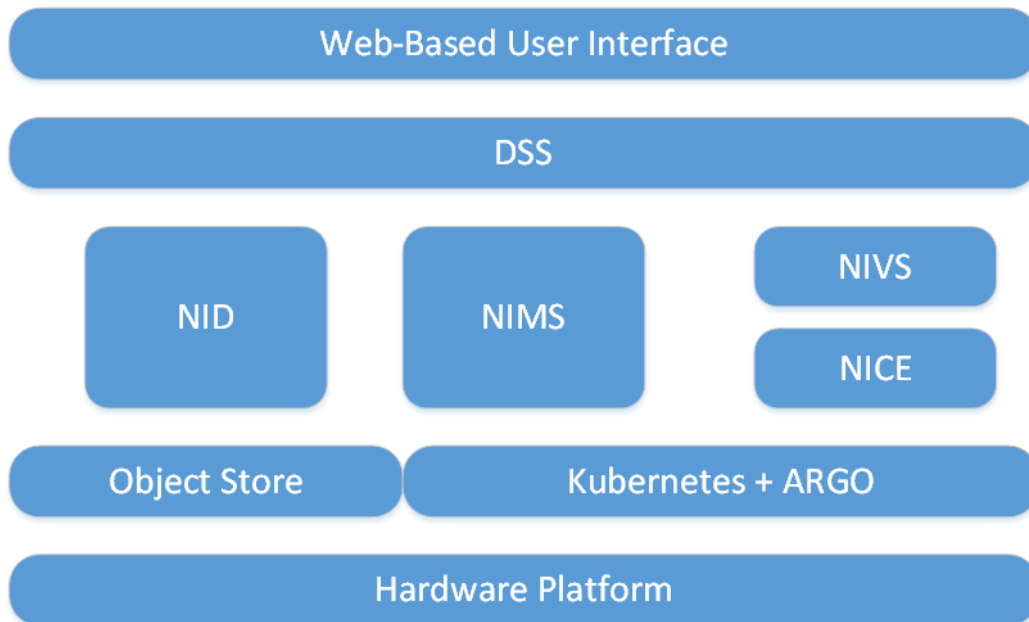 Web-Based User Interface
DSS
NID
NIMS
NIVS
NICE
Object Store
Kubernetes + ARGO
Hardware Platform